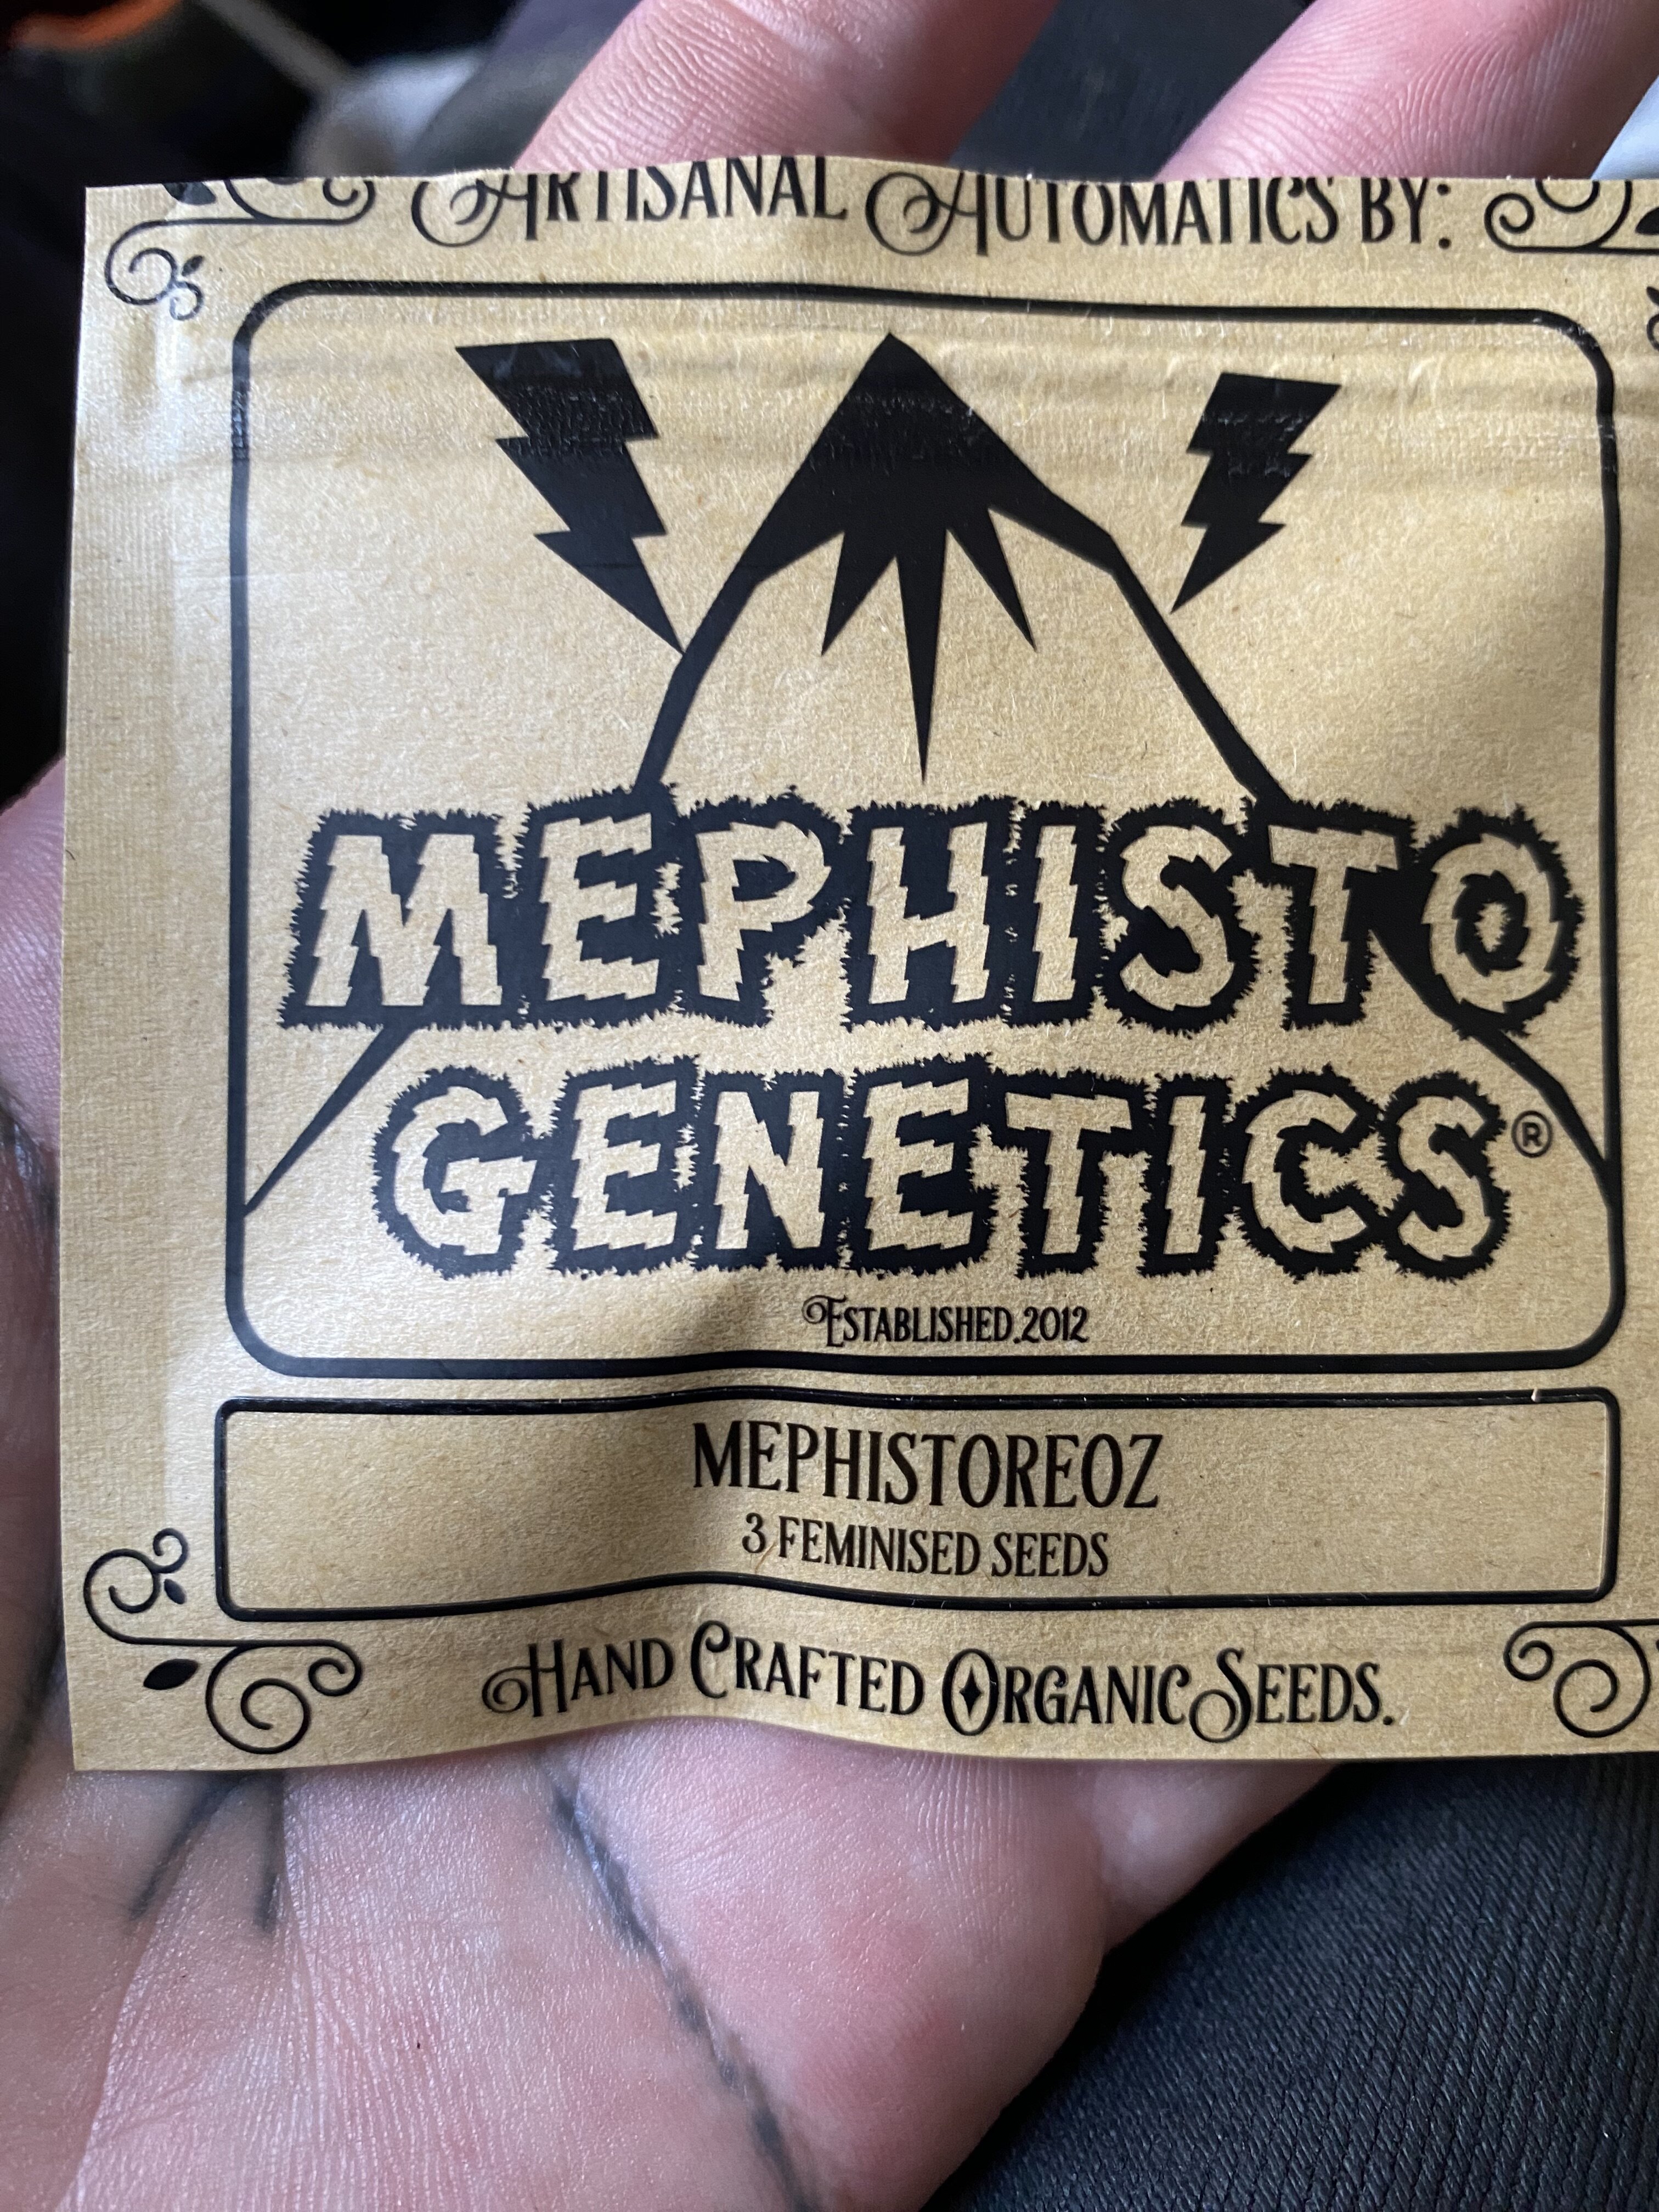 ARTISANAL AUTOMATICS BY:
MEPHISTO
GENETICS®
ESTABLISHED.2012
MEPHISTOREOZ
3 FEMINISED SEEDS
HAND CRAFTED ORGANIC SEEDS.